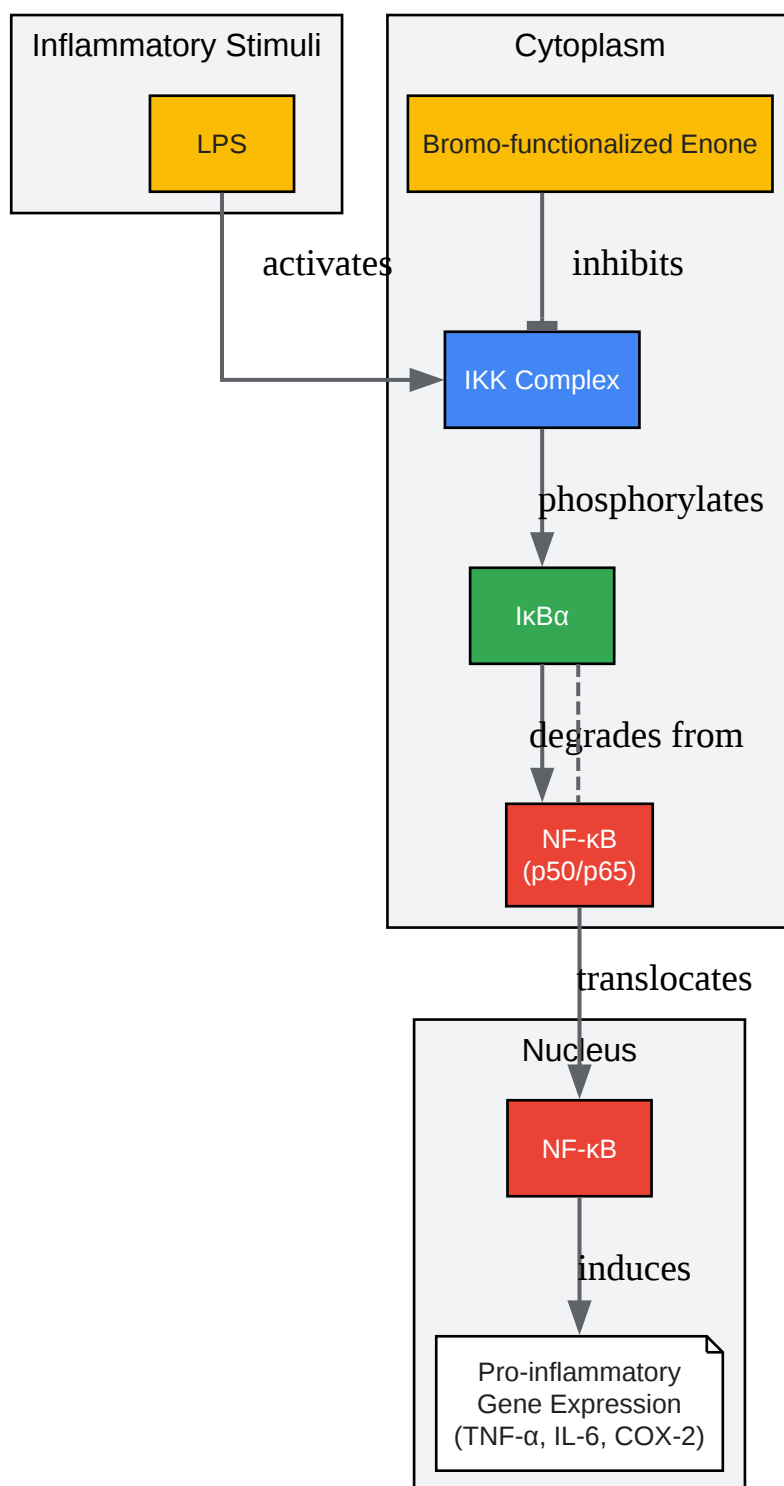 Inflammatory Stimuli
Cytoplasm
LPS
Bromo-functionalized Enone
activates
inhibits
IKK Complex
phosphorylates
IκBα
degrades from
NF-κB
(p50/p65)
translocates
Nucleus
NF-κB
induces
Pro-inflammatory
Gene Expression
(TNF-α, IL-6, COX-2)